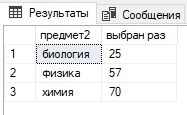 Результаты Сообщения
предмет2 выбран раз
1 биология 25
2 физика 57
3 химия 70